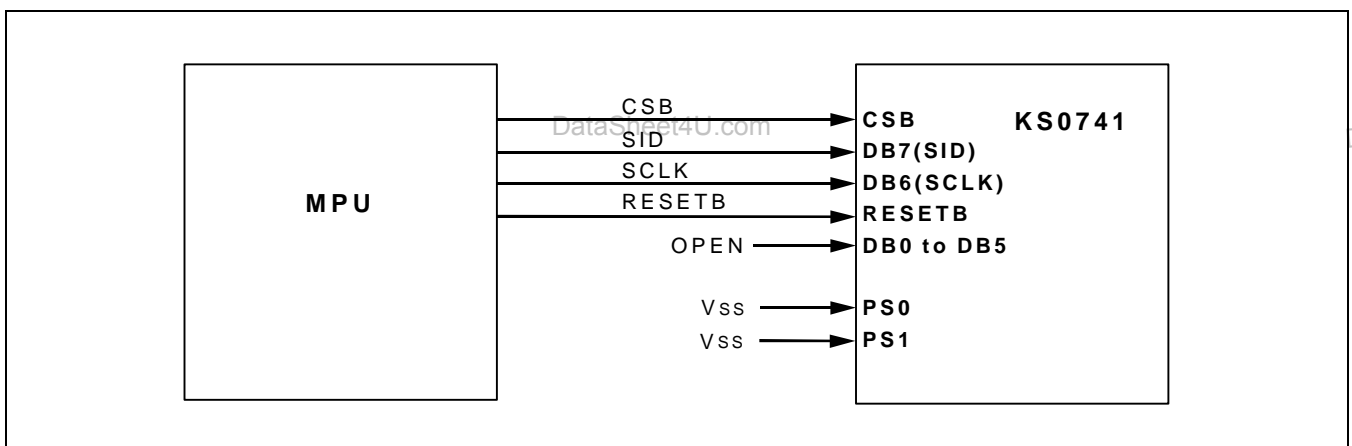 CSB
DataSheet4U.com
SID
SCLK
RESETB
MPU
OPEN
Vss
Vss
CSB KS0741
DB7(SID)
DB6(SCLK)
RESETB
DB0 to DB5
PS0
PS1